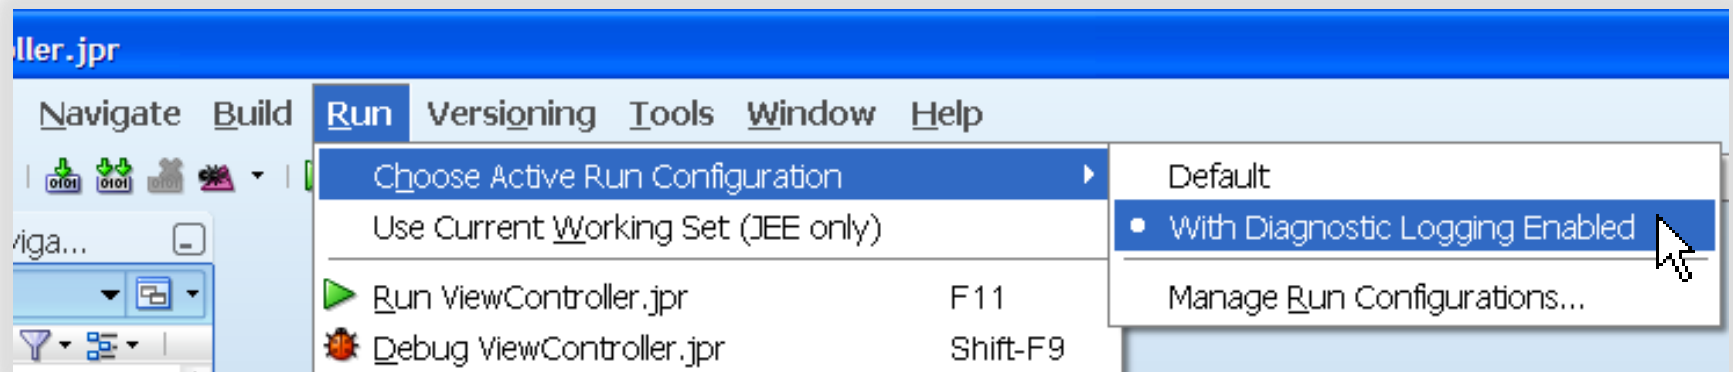 ller.jpr
Navigate Build Run Versioning Tools Window Help
Choose Active Run Configuration
Default
Use Current Working Set (JEE only)
With Diagnostic Logging Enabled
Run ViewController.jpr F11
Manage Run Configurations...
Debug ViewController.jpr Shift-F9
viga...